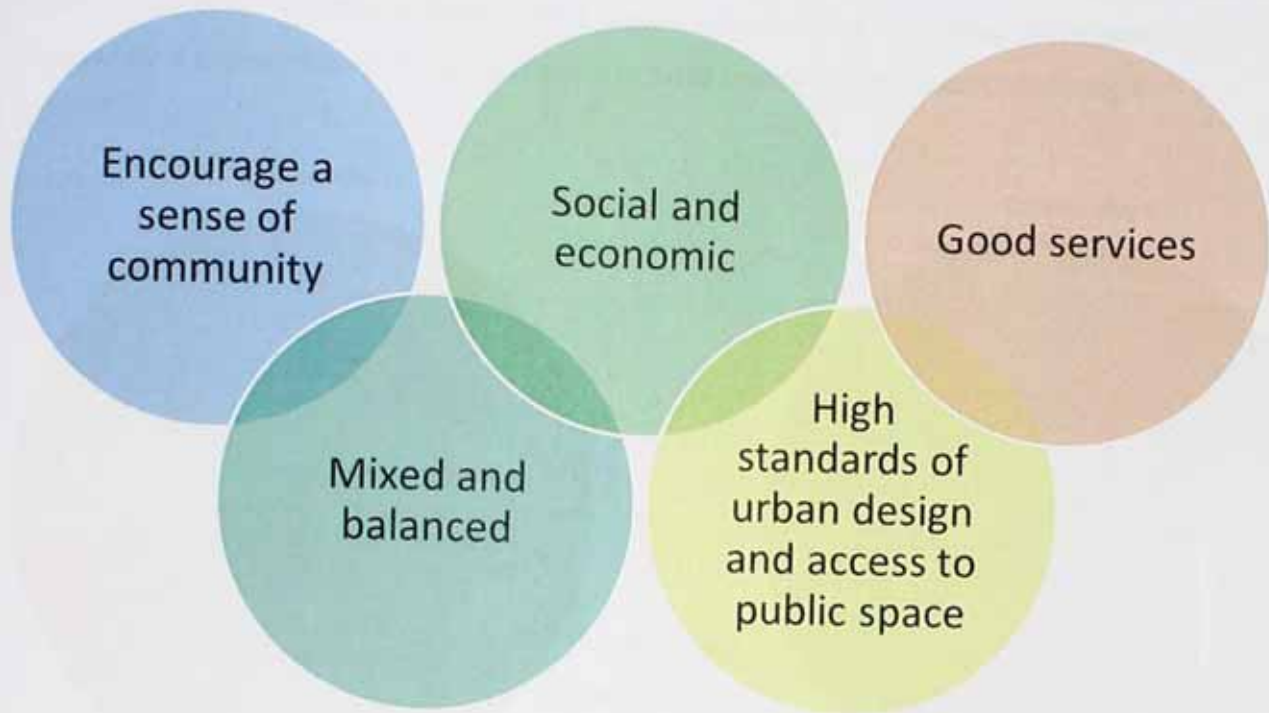 Encourage a
sense of
community
Social and
economic
Good services
Mixed and
balanced
High
standards of
urban design
and access to
public space